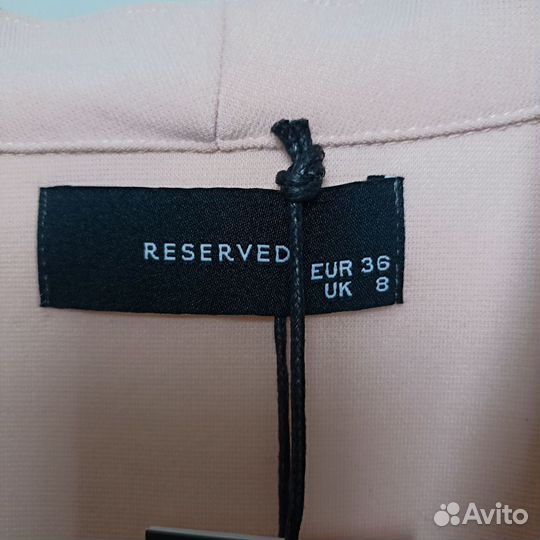 RESERVED
EUR 36
UK 8
Avito